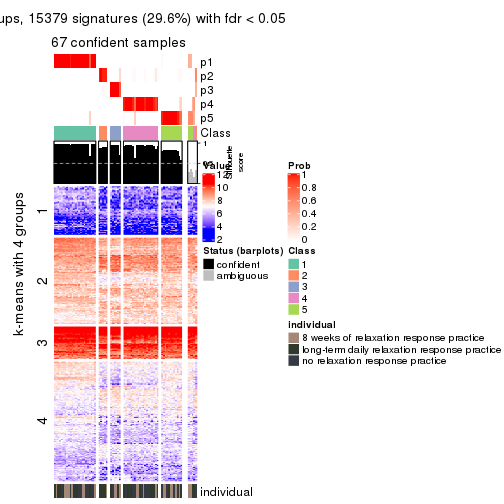 ups, 15379 signatures (29.6%) with fdr < 0.05
67 confident samples
p1
p2
p3
p4
p5
Class
1
0
Silhouette
score
k-means with 4 groups
1
2
3
4
Value
12
10
8
6
4
2
Prob
1
0.8
0.6
0.4
0.2
0
Status (barplots)
confident
ambiguous
Class
1
2
3
4
5
individual
8 weeks of relaxation response practice
long-term daily relaxation response practice
no relaxation response practice
individual